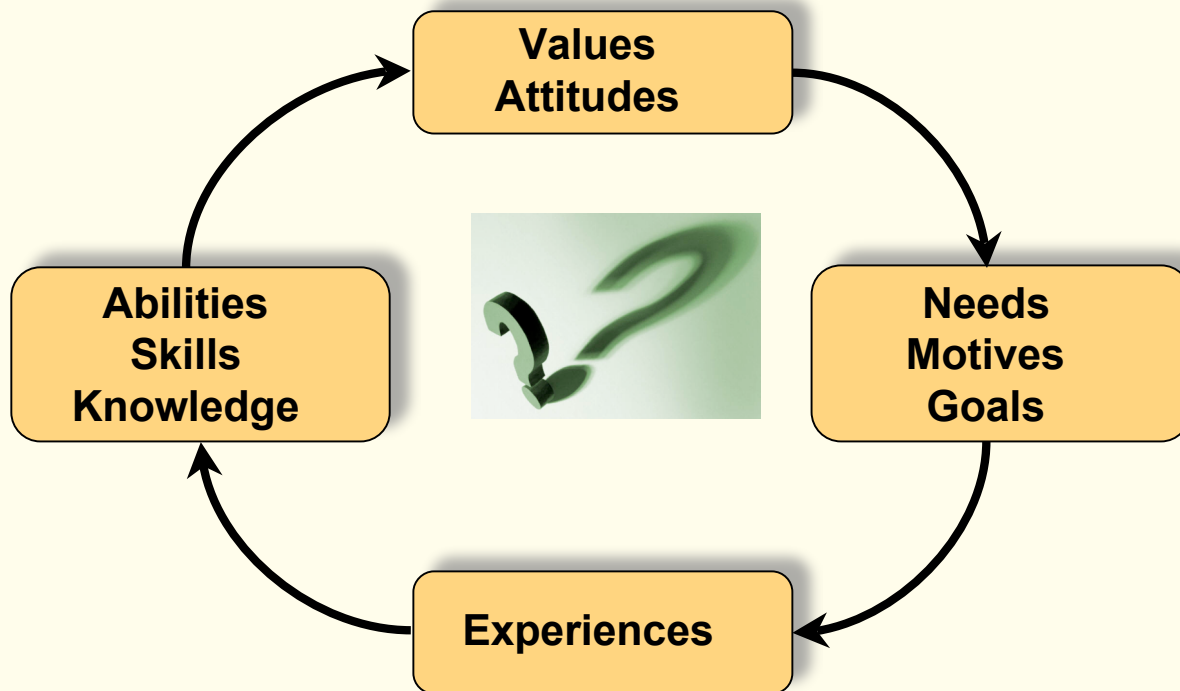 Values
Attitudes
Needs
Motives
Goals
Experiences
Abilities
Skills
Knowledge